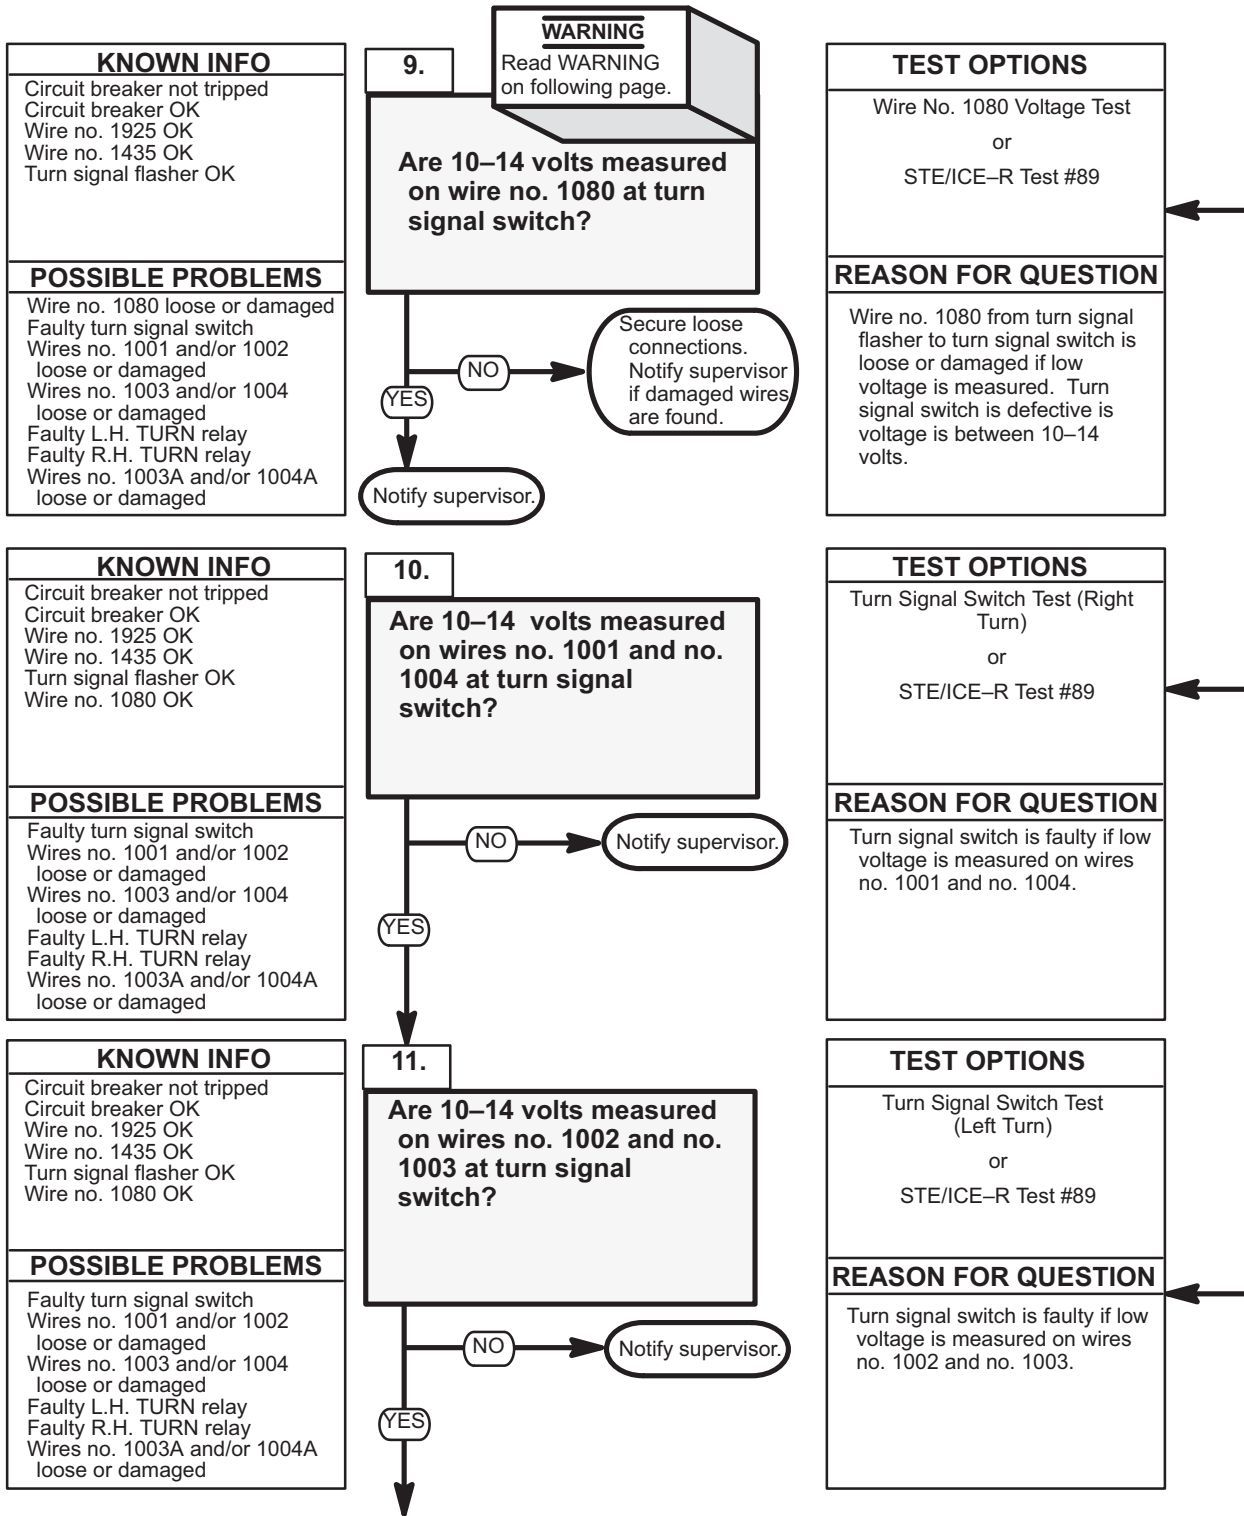 KNOWN INFO
Circuit breaker not tripped
Circuit breaker OK
Wire no. 1925 OK
Wire no. 1435 OK
Turn signal flasher OK
POSSIBLE PROBLEMS
Wire no. 1080 loose or damaged
Faulty turn signal switch
Wires no. 1001 and/or 1002
loose or damaged
Wires no. 1003 and/or 1004
loose or damaged
Faulty L.H. TURN relay
Faulty R.H. TURN relay
Wires no. 1003A and/or 1004A
loose or damaged
9.
WARNING
Read WARNING
on following page.
Are 10–14 volts measured
on wire no. 1080 at turn
signal switch?
NO
Secure loose
connections.
Notify supervisor
if damaged wires
are found.
YES
Notify supervisor.
TEST OPTIONS
Wire No. 1080 Voltage Test
or
STE/ICE–R Test #89
REASON FOR QUESTION
Wire no. 1080 from turn signal
flasher to turn signal switch is
loose or damaged if low
voltage is measured. Turn
signal switch is defective is
voltage is between 10–14
volts.
KNOWN INFO
Circuit breaker not tripped
Circuit breaker OK
Wire no. 1925 OK
Wire no. 1435 OK
Turn signal flasher OK
Wire no. 1080 OK
POSSIBLE PROBLEMS
Faulty turn signal switch
Wires no. 1001 and/or 1002
loose or damaged
Wires no. 1003 and/or 1004
loose or damaged
Faulty L.H. TURN relay
Faulty R.H. TURN relay
Wires no. 1003A and/or 1004A
loose or damaged
10.
Are 10–14 volts measured
on wires no. 1001 and no.
1004 at turn signal
switch?
NO
Notify supervisor.
YES
TEST OPTIONS
Turn Signal Switch Test (Right
Turn)
or
STE/ICE–R Test #89
REASON FOR QUESTION
Turn signal switch is faulty if low
voltage is measured on wires
no. 1001 and no. 1004.
KNOWN INFO
Circuit breaker not tripped
Circuit breaker OK
Wire no. 1925 OK
Wire no. 1435 OK
Turn signal flasher OK
Wire no. 1080 OK
POSSIBLE PROBLEMS
Faulty turn signal switch
Wires no. 1001 and/or 1002
loose or damaged
Wires no. 1003 and/or 1004
loose or damaged
Faulty L.H. TURN relay
Faulty R.H. TURN relay
Wires no. 1003A and/or 1004A
loose or damaged
11.
Are 10–14 volts measured
on wires no. 1002 and no.
1003 at turn signal
switch?
NO
Notify supervisor.
YES
TEST OPTIONS
Turn Signal Switch Test
(Left Turn)
or
STE/ICE–R Test #89
REASON FOR QUESTION
Turn signal switch is faulty if low
voltage is measured on wires
no. 1002 and no. 1003.